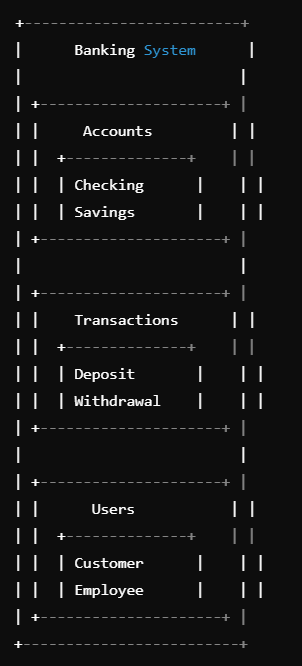 +--------------------------+
|      Banking System      |
|                          |
| +----------------------+ |
| |     Accounts         | |
| |  +---------------+    | |
| |  | Checking      |    | |
| |  | Savings       |    | |
| +----------------------+ |
|                          |
| +----------------------+ |
| |    Transactions      | |
| |  +---------------+    | |
| |  | Deposit       |    | |
| |  | Withdrawal    |    | |
| +----------------------+ |
|                          |
| +----------------------+ |
| |      Users           | |
| |  +---------------+    | |
| |  | Customer      |    | |
| |  | Employee      |    | |
| +----------------------+ |
+--------------------------+